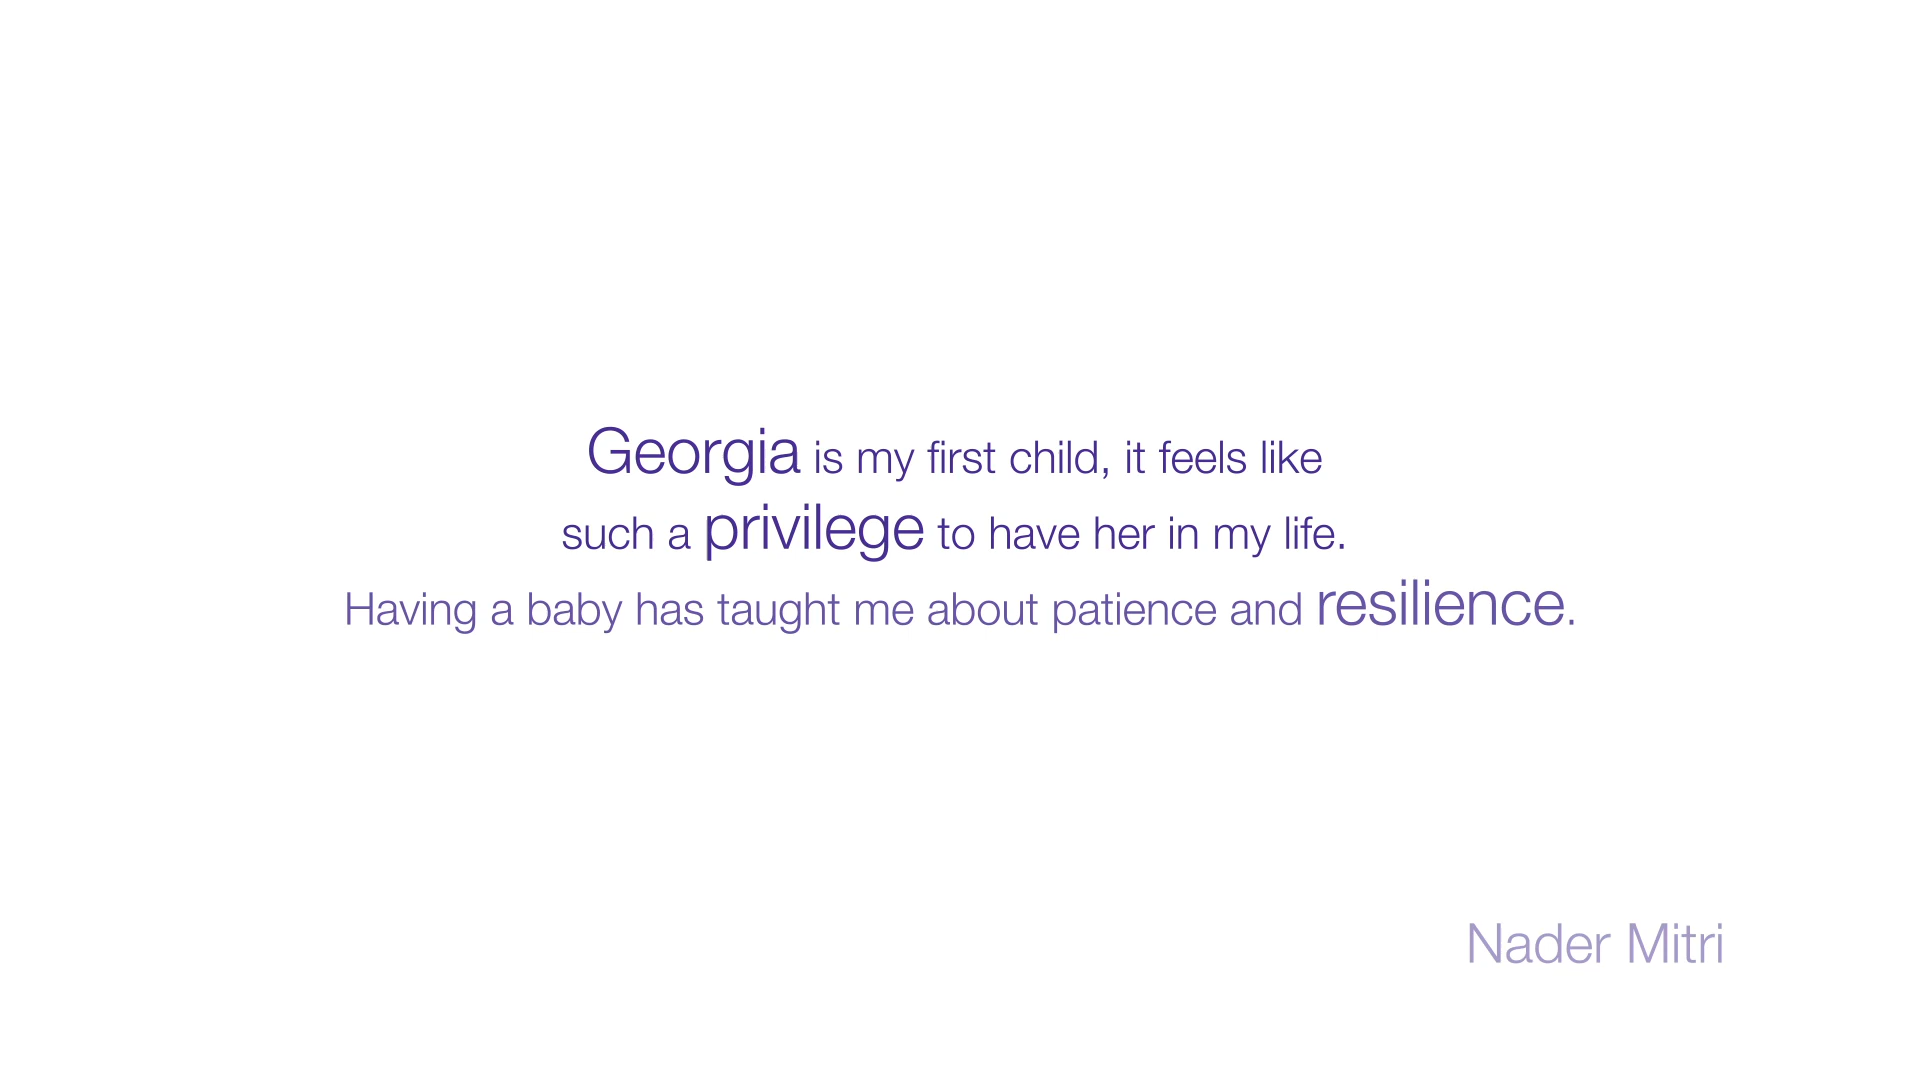 Georgia is my first child, it feels like
such a privilege to have her in my life.
Having a baby has taught me about patience and resilience.
Nader Mitri